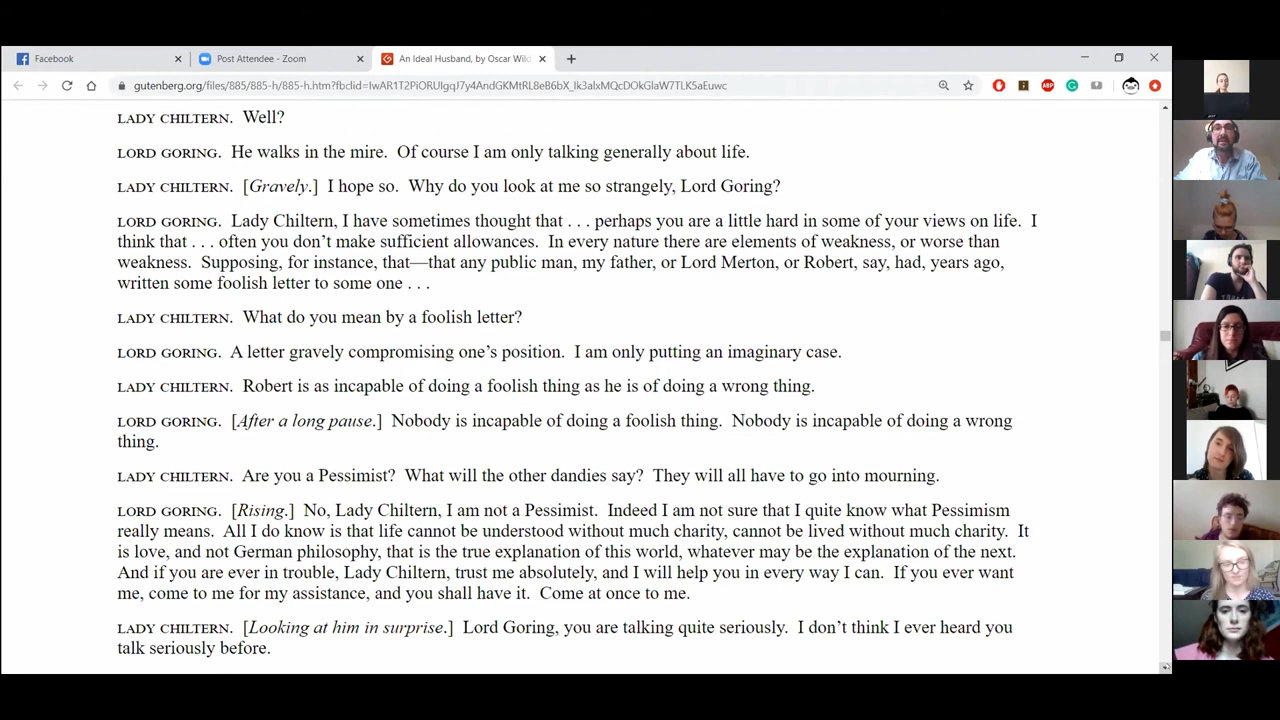 Facebook
Post Attendee - Zoom
An Ideal Husband, by Oscar Wild
gutenberg.org/files/885/885-h/885-h.htm?fbclid=IwAR1T2PiORUIgqJ7y4AndGKMtRL8eB6bX_Ik3alxMQcDOkGlaW7TLK5aEuwc
LADY CHILTERN. Well?
LORD GORING. He walks in the mire. Of course I am only talking generally about life.
LADY CHILTERN. [Gravely.] I hope so. Why do you look at me so strangely, Lord Goring?
LORD GORING. Lady Chiltern, I have sometimes thought that . . . perhaps you are a little hard in some of your views on life. I
think that . . . often you don’t make sufficient allowances. In every nature there are elements of weakness, or worse than
weakness. Supposing, for instance, that—that any public man, my father, or Lord Merton, or Robert, say, had, years ago,
written some foolish letter to some one . . .
LADY CHILTERN. What do you mean by a foolish letter?
LORD GORING. A letter gravely compromising one’s position. I am only putting an imaginary case.
LADY CHILTERN. Robert is as incapable of doing a foolish thing as he is of doing a wrong thing.
LORD GORING. [After a long pause.] Nobody is incapable of doing a foolish thing. Nobody is incapable of doing a wrong
thing.
LADY CHILTERN. Are you a Pessimist? What will the other dandies say? They will all have to go into mourning.
LORD GORING. [Rising.] No, Lady Chiltern, I am not a Pessimist. Indeed I am not sure that I quite know what Pessimism
really means. All I do know is that life cannot be understood without much charity, cannot be lived without much charity. It
is love, and not German philosophy, that is the true explanation of this world, whatever may be the explanation of the next.
And if you are ever in trouble, Lady Chiltern, trust me absolutely, and I will help you in every way I can. If you ever want
me, come to me for my assistance, and you shall have it. Come at once to me.
LADY CHILTERN. [Looking at him in surprise.] Lord Goring, you are talking quite seriously. I don’t think I ever heard you
talk seriously before.